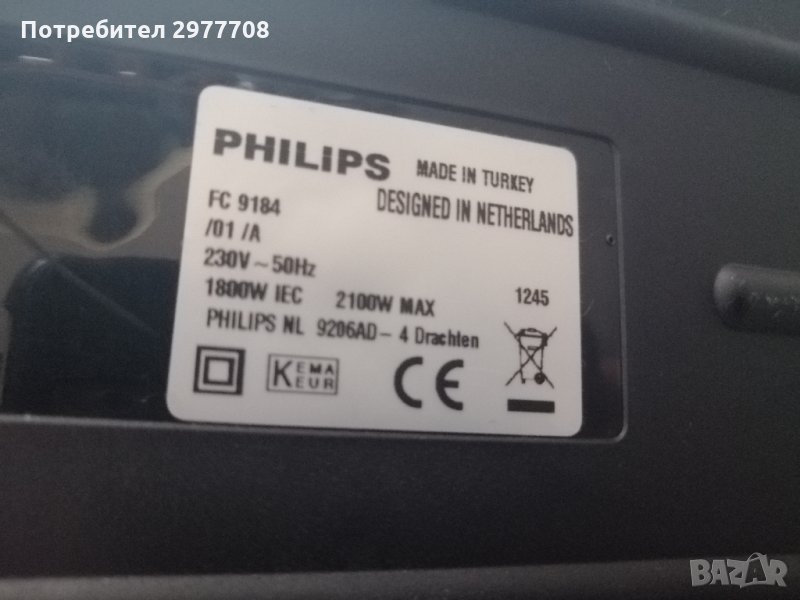 Потребител 2977708
PHILIPS MADE IN TURKEY
FC 9184 DESIGNED IN NETHERLANDS
/01 /A
230V ~ 50Hz
1800W IEC 2100W MAX 1245
PHILIPS NL 9206AD - 4 Drachten
KEMA
KEUR
CE
BAZAR